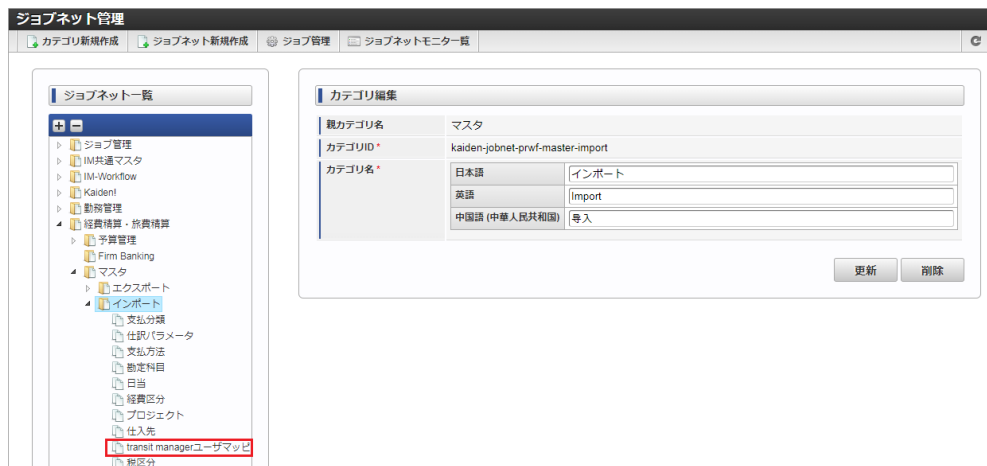 ジョブネット管理
カテゴリ新規作成 ジョブネット新規作成 ジョブ管理 ジョブネットモニタ一覧
ジョブネット一覧
ジョブ管理
IM共通マスタ
IM-Workflow
Kaiden!
勤務管理
経費精算・旅費精算
予算管理
Firm Banking
マスタ
エクスポート
インポート
支払分類
仕訳パラメータ
支払方法
勘定科目
日当
経費区分
プロジェクト
仕入先
transit managerユーザマッピ
税区分
カテゴリ編集
親カテゴリ名 マスタ
カテゴリID * kaiden-jobnet-prwf-master-import
カテゴリ名 * 日本語 インポート
英語 Import
中国語 (中華人民共和国) 导入
更新 削除